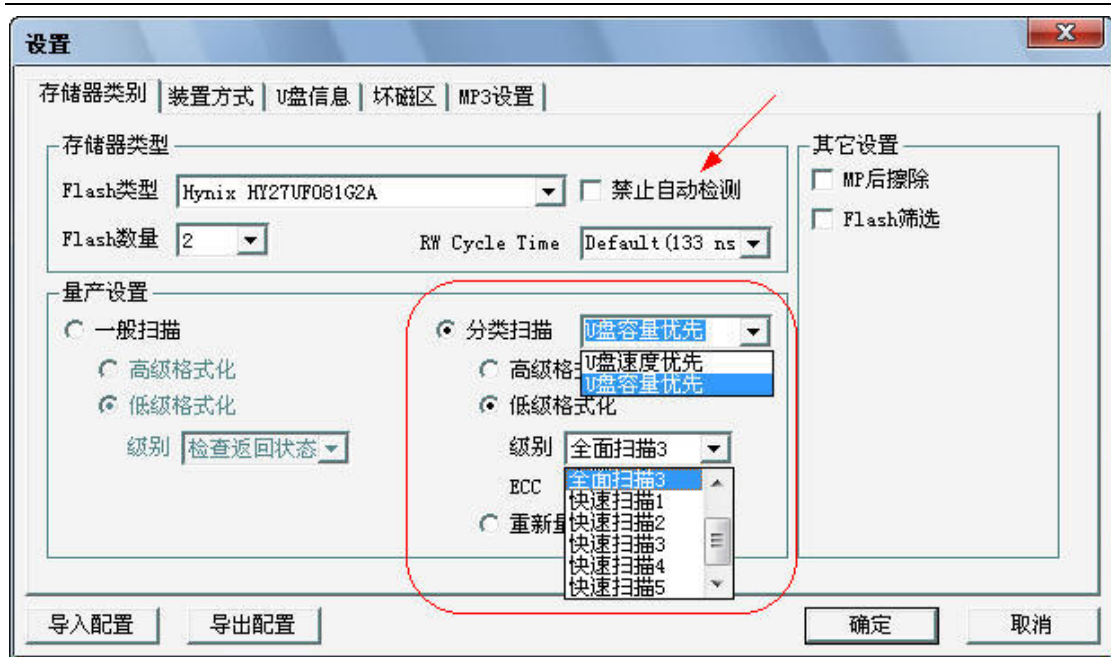 设置
存储器类别 装置方式 U盘信息 坏磁区 MP3设置
存储器类型
Flash类型 Hynix HY27UF081G2A 禁止自动检测
Flash数量 2 RW Cycle Time Default(133 ns
其它设置
MP后擦除
Flash筛选
量产设置
一般扫描
高级格式化
低级格式化
级别 检查返回状态
分类扫描 U盘容量优先
U盘速度优先
U盘容量优先
高级格
低级格式化
级别 全面扫描3
全面扫描3
快速扫描1
快速扫描2
快速扫描3
快速扫描4
快速扫描5
ECC
重新
导入配置 导出配置 确定 取消